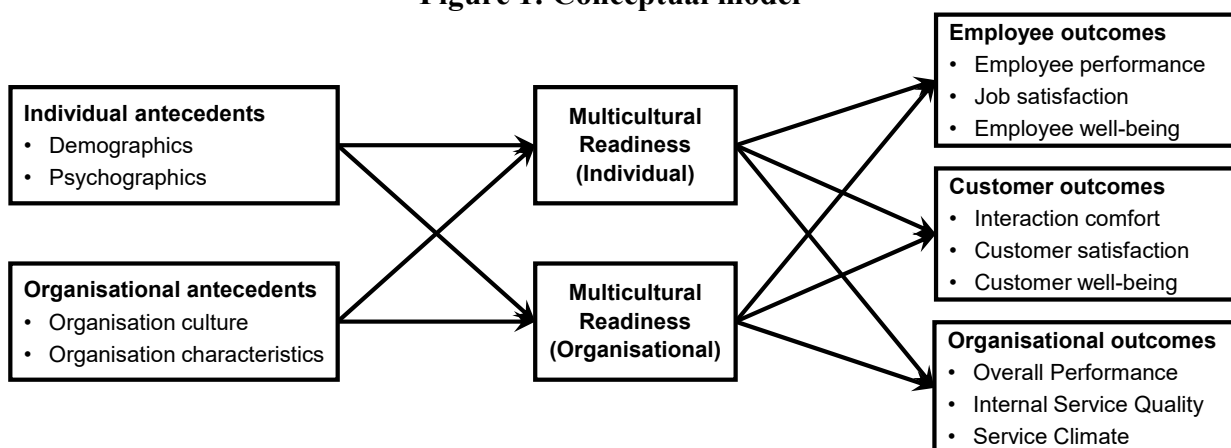 Figure 1: Conceptual model
Individual antecedents
• Demographics
• Psychographics
Organisational antecedents
• Organisation culture
• Organisation characteristics
Multicultural
Readiness
(Individual)
Multicultural
Readiness
(Organisational)
Employee outcomes
• Employee performance
• Job satisfaction
• Employee well-being
Customer outcomes
• Interaction comfort
• Customer satisfaction
• Customer well-being
Organisational outcomes
• Overall Performance
• Internal Service Quality
• Service Climate